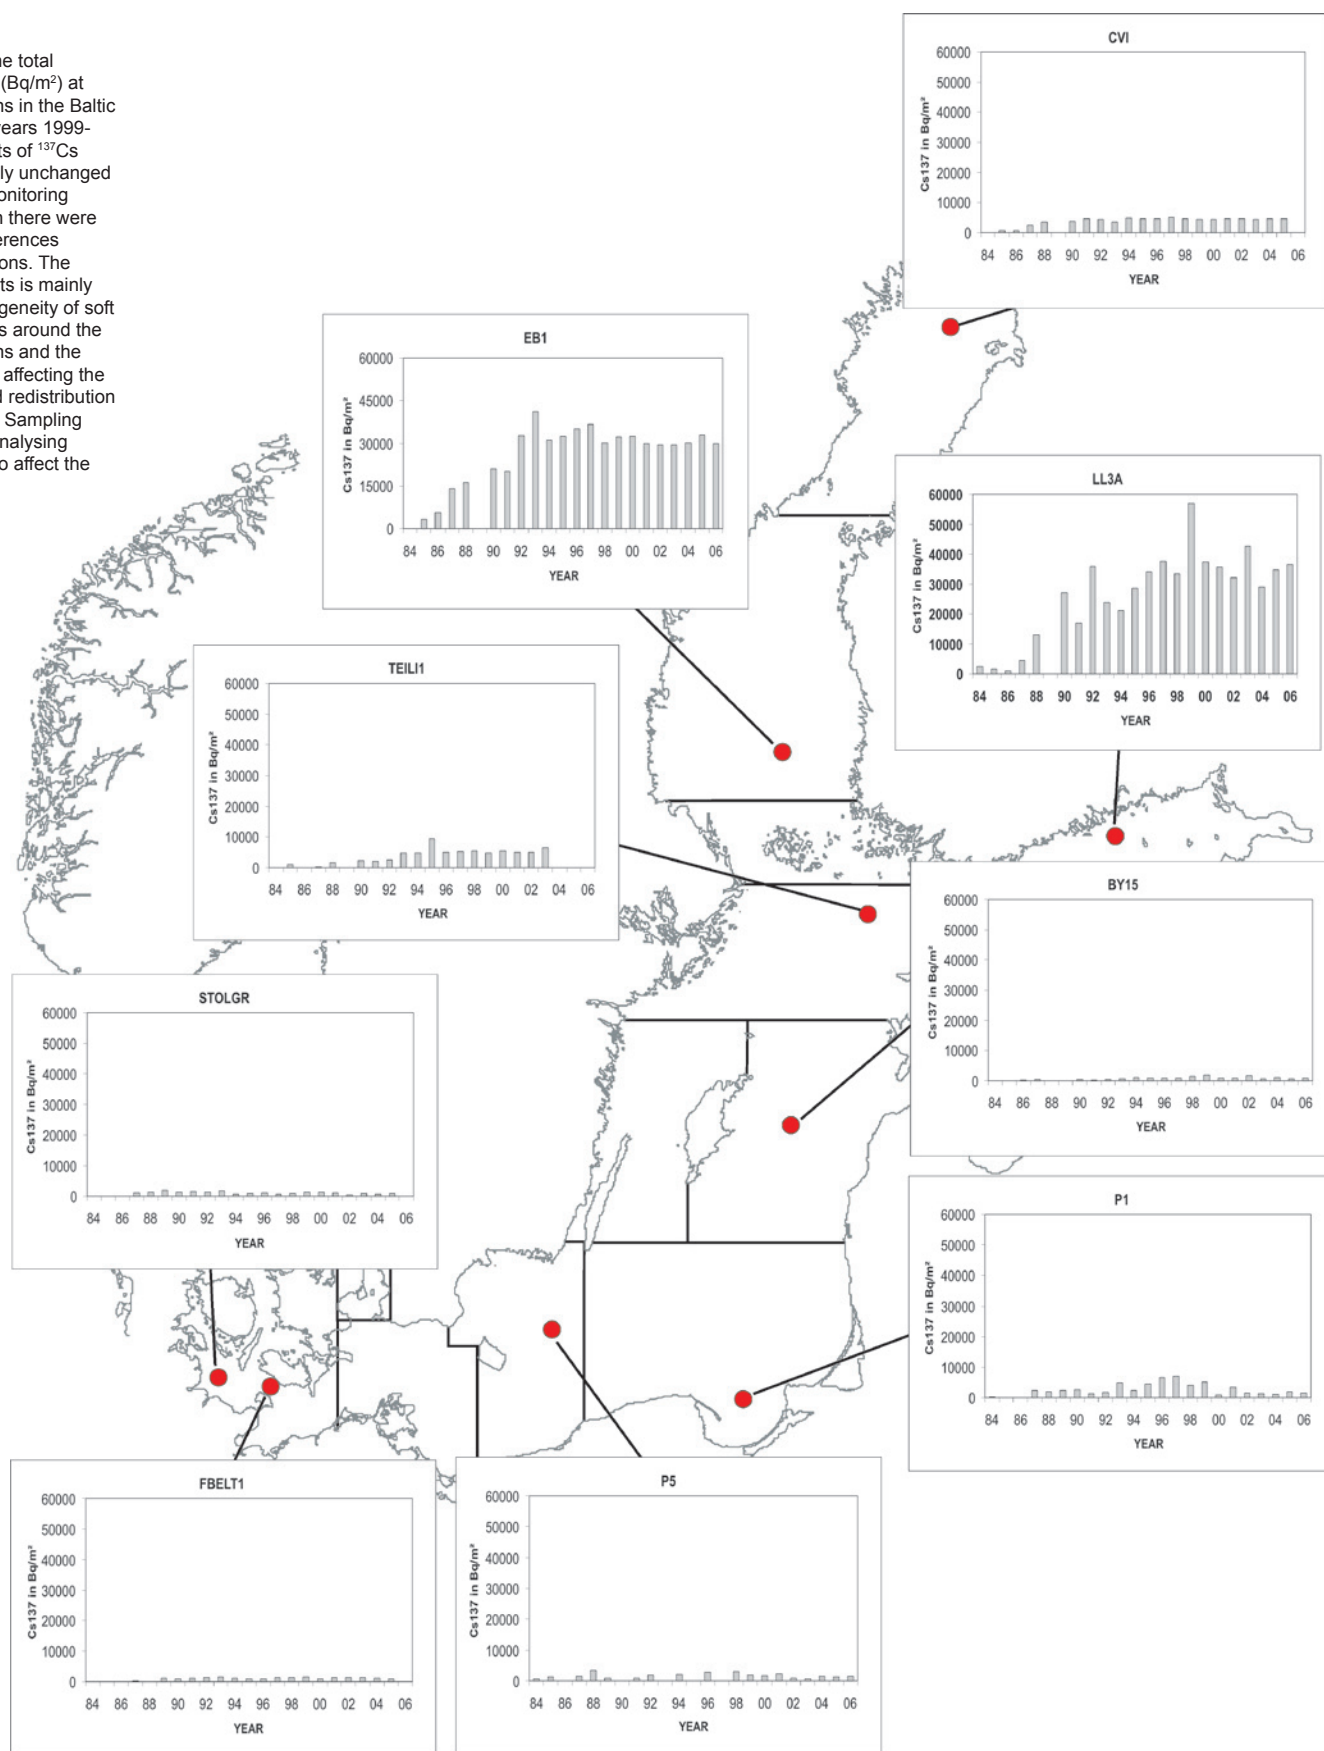 he total
(Bq/m²) at
ns in the Baltic
years 1999-
ts of ¹³⁷Cs
ly unchanged
onitoring
n there were
erences
ions. The
ts is mainly
geneity of soft
s around the
ns and the
affecting the
d redistribution
Sampling
nalysing
o affect the
CVI
Cs137 in Bq/m²
60000
50000
40000
30000
20000
10000
0
84 86 88 90 92 94 96 98 00 02 04 06
YEAR
EB1
Cs137 in Bq/m²
60000
45000
30000
15000
0
84 86 88 90 92 94 96 98 00 02 04 06
YEAR
LL3A
Cs137 in Bq/m²
60000
50000
40000
30000
20000
10000
0
84 86 88 90 92 94 96 98 00 02 04 06
YEAR
TEILI1
Cs137 in Bq/m²
60000
50000
40000
30000
20000
10000
0
84 86 88 90 92 94 96 98 00 02 04 06
YEAR
BY15
Cs137 in Bq/m²
60000
50000
40000
30000
20000
10000
0
84 86 88 90 92 94 96 98 00 02 04 06
YEAR
STOLGR
Cs137 in Bq/m²
60000
50000
40000
30000
20000
10000
0
84 86 88 90 92 94 96 98 00 02 04 06
YEAR
P1
Cs137 in Bq/m²
60000
50000
40000
30000
20000
10000
0
84 86 88 90 92 94 96 98 00 02 04 06
YEAR
FBELT1
Cs137 in Bq/m²
60000
50000
40000
30000
20000
10000
0
84 86 88 90 92 94 96 98 00 02 04 06
YEAR
P5
Cs137 in Bq/m²
60000
50000
40000
30000
20000
10000
0
84 86 88 90 92 94 96 98 00 02 04 06
YEAR